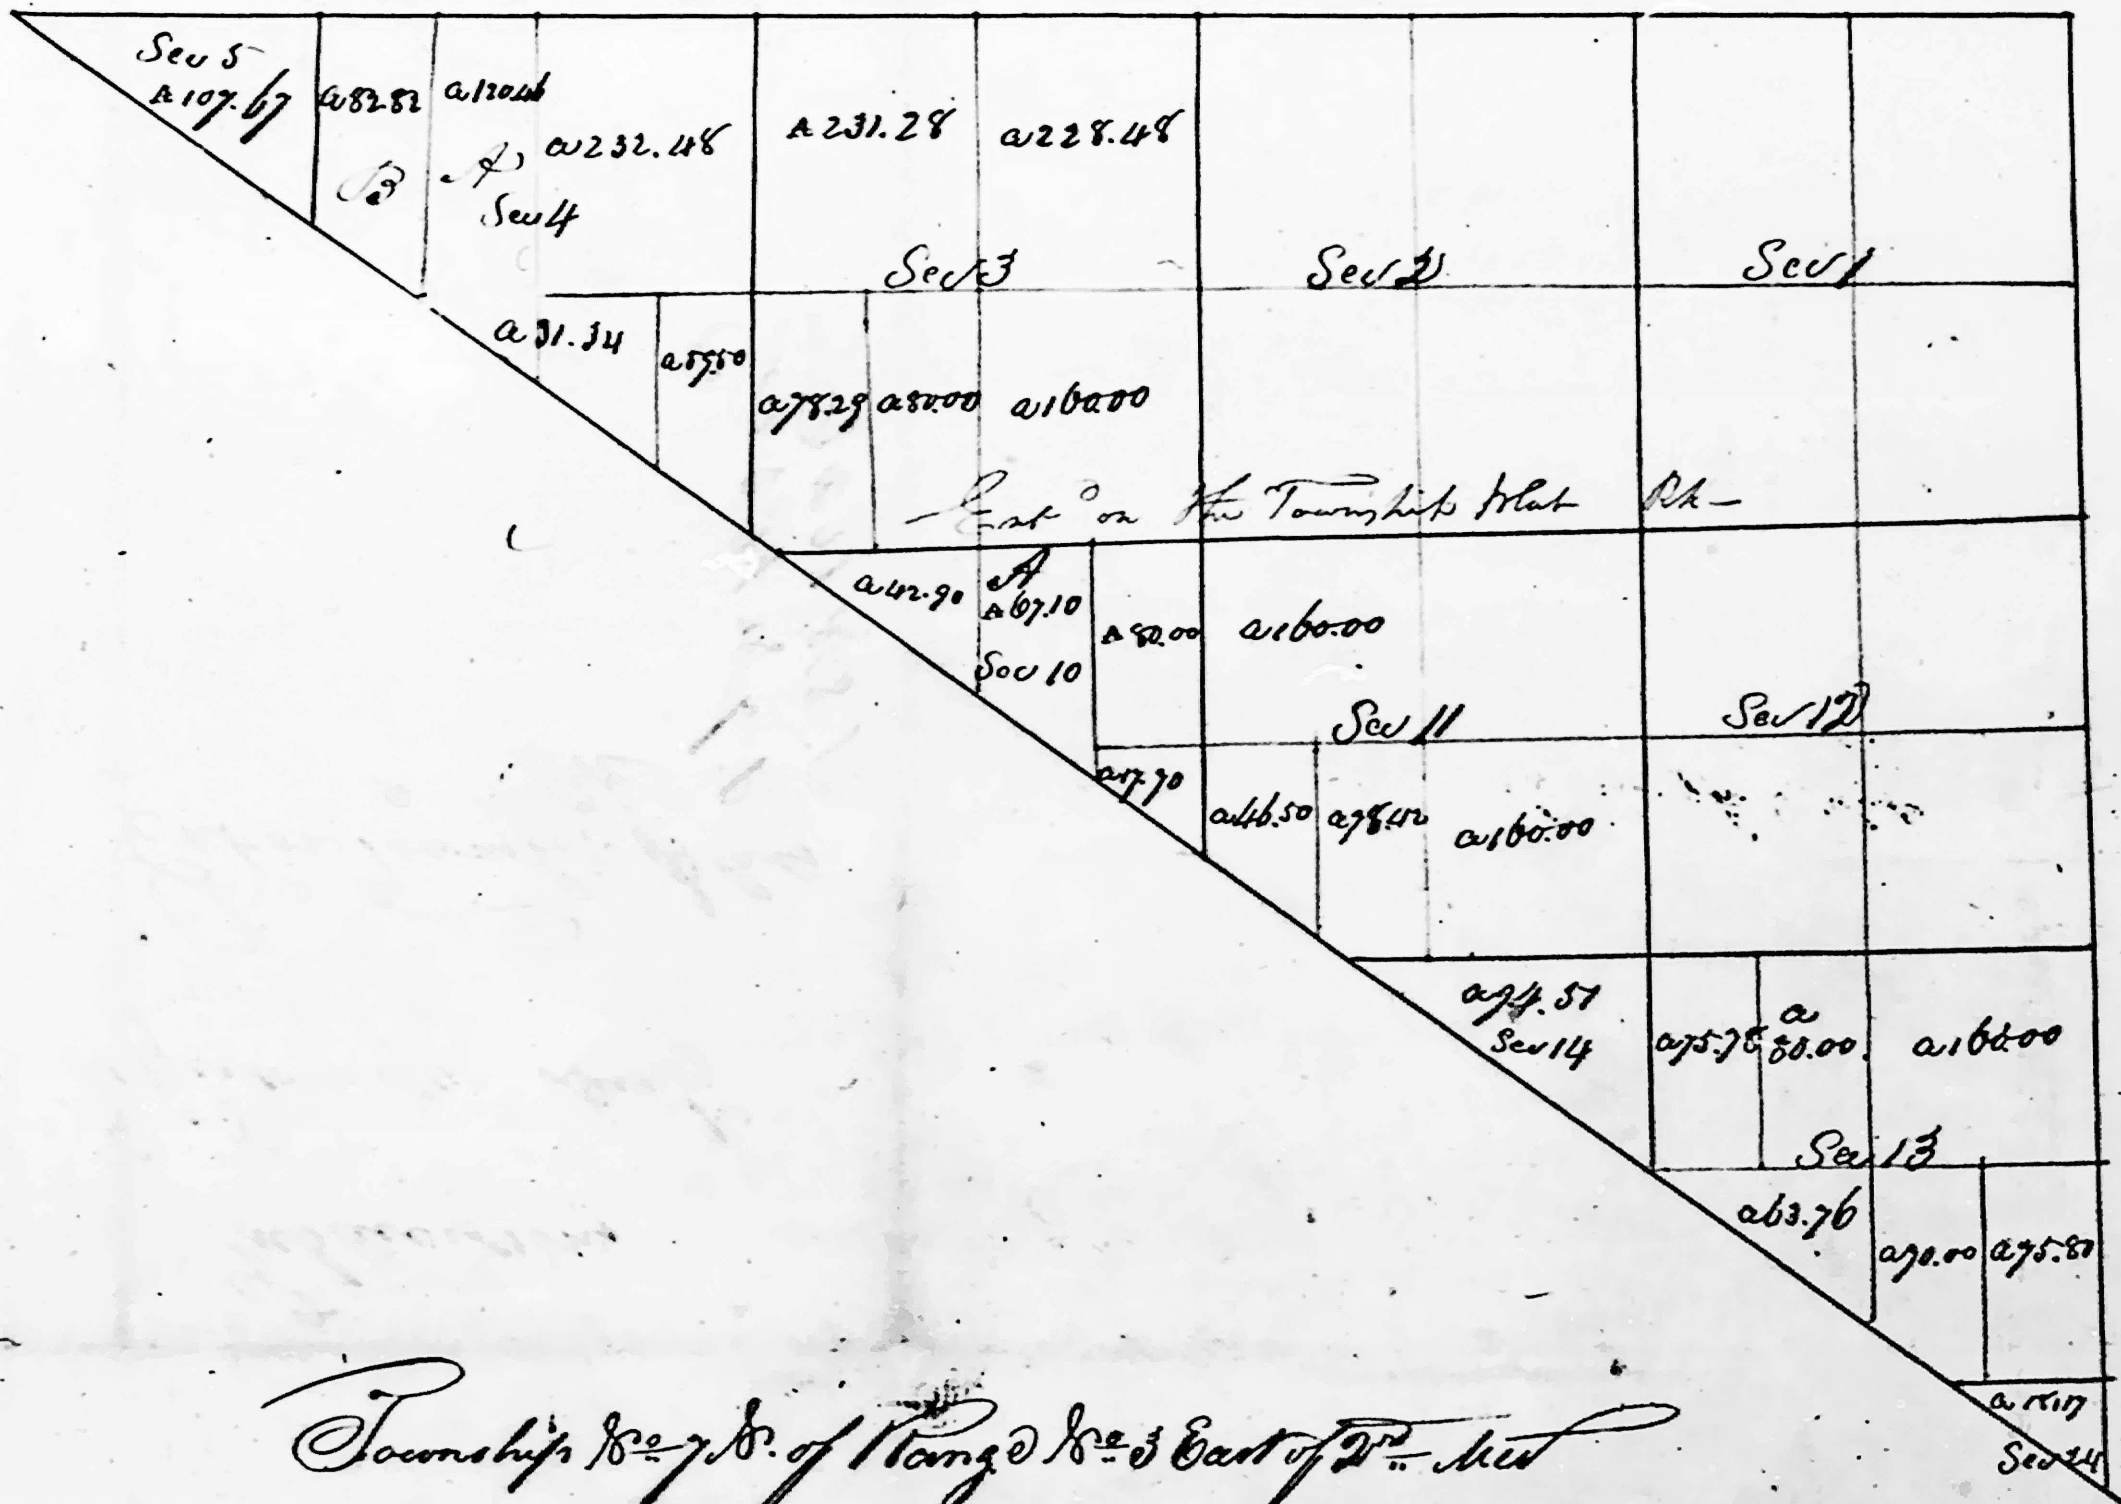 Sec 5
A 107.67
a 82.82
a 120.46
a 232.48
A 231.28
a 228.48
B
A
Sec 4
Sec 3
Sec 2
Sec 1
a 31.34
a 59.50
a 78.29
a 80.00
a 160.00
on the Township Plat
a 42.90
A
A 67.10
A 80.00
a 160.00
Sec 10
Sec 11
Sec 12
a 46.50
a 78.42
a 160.00
a 74.51
Sec 14
a 75.78
a 80.00
a 160.00
Sec 13
a 63.76
a 70.00
a 75.80
Sec 24
Township No 7 N. of Range No 3 East of 2nd Mer